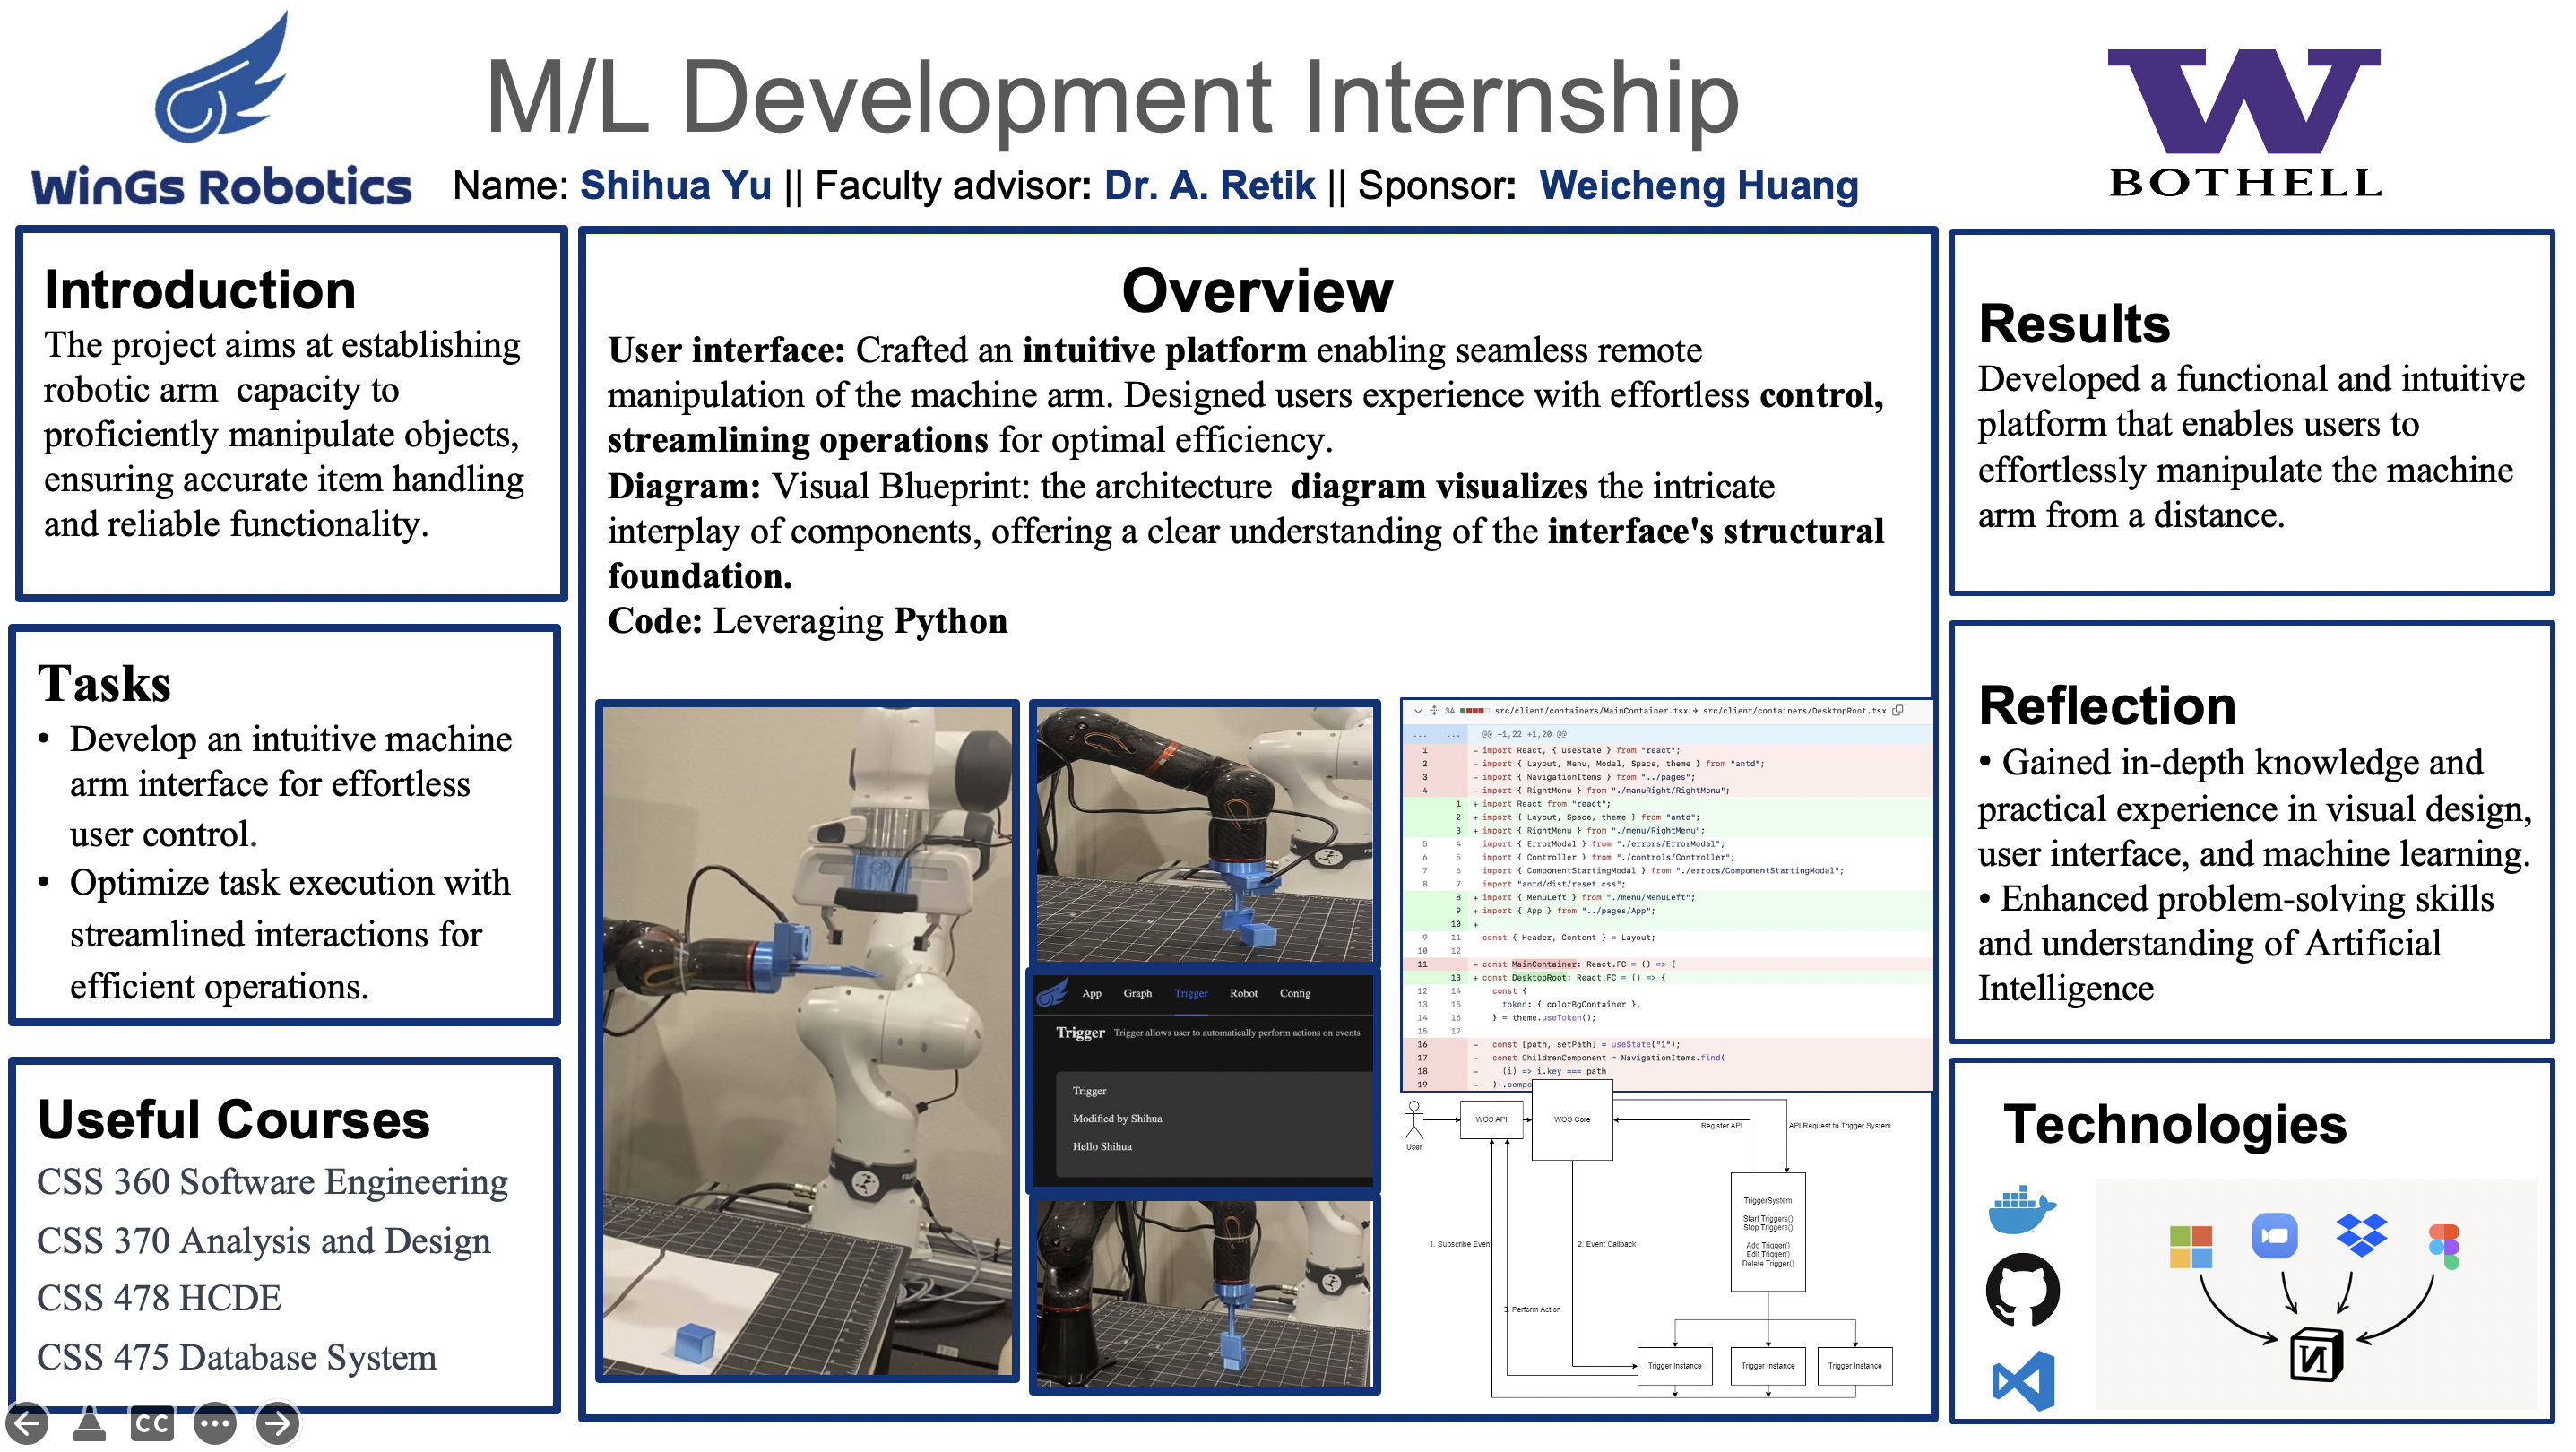 WinGs Robotics
M/L Development Internship
Name: Shihua Yu || Faculty advisor: Dr. A. Retik || Sponsor: Weicheng Huang
W
BOTHELL
Introduction
The project aims at establishing
robotic arm capacity to
proficiently manipulate objects,
ensuring accurate item handling
and reliable functionality.
Tasks
• Develop an intuitive machine
arm interface for effortless
user control.
• Optimize task execution with
streamlined interactions for
efficient operations.
Useful Courses
CSS 360 Software Engineering
CSS 370 Analysis and Design
CSS 478 HCDE
CSS 475 Database System
CC
Overview
User interface: Crafted an intuitive platform enabling seamless remote
manipulation of the machine arm. Designed users experience with effortless control,
streamlining operations for optimal efficiency.
Diagram: Visual Blueprint: the architecture diagram visualizes the intricate
interplay of components, offering a clear understanding of the interface's structural
foundation.
Code: Leveraging Python
App Graph Trigger Robot Config
Trigger Trigger allows user to automatically perform actions on events
Trigger
Modified by Shihua
Hello Shihua
34 src/client/containers/MainContainer.tsx → src/client/containers/DesktopRoot.tsx
... ... @@ -1,22 +1,20 @@
1 - import React, { useState } from "react";
2 - import { Layout, Menu, Modal, Space, theme } from "antd";
3 - import { NavigationItems } from "../pages";
4 - import { RightMenu } from "./manuRight/RightMenu";
1 + import React from "react";
2 + import { Layout, Space, theme } from "antd";
3 + import { RightMenu } from "./menu/RightMenu";
5 4 import { ErrorModal } from "./errors/ErrorModal";
6 5 import { Controller } from "./controls/Controller";
7 6 import { ComponentStartingModal } from "./errors/ComponentStartingModal";
8 7 import "antd/dist/reset.css";
8 + import { MenuLeft } from "./menu/MenuLeft";
9 + import { App } from "../pages/App";
10 +
9 11 const { Header, Content } = Layout;
10 12
11 - const MainContainer: React.FC = () => {
13 + const DesktopRoot: React.FC = () => {
12 14 const {
13 15 token: { colorBgContainer },
14 16 } = theme.useToken();
15 17
16 - const [path, setPath] = useState("1");
17 - const ChildrenComponent = NavigationItems.find(
18 - (i) => i.key === path
19 - )!.compo
User
WOS API
WOS Core
Register API
API Request to Trigger System
TriggerSystem
Start Triggers()
Stop Triggers()
Add Trigger()
Edit Trigger()
Delete Trigger()
1. Subscribe Event
2. Event Callback
3. Perform Action
Trigger Instance
Trigger Instance
Trigger Instance
Results
Developed a functional and intuitive
platform that enables users to
effortlessly manipulate the machine
arm from a distance.
Reflection
• Gained in-depth knowledge and
practical experience in visual design,
user interface, and machine learning.
• Enhanced problem-solving skills
and understanding of Artificial
Intelligence
Technologies
N